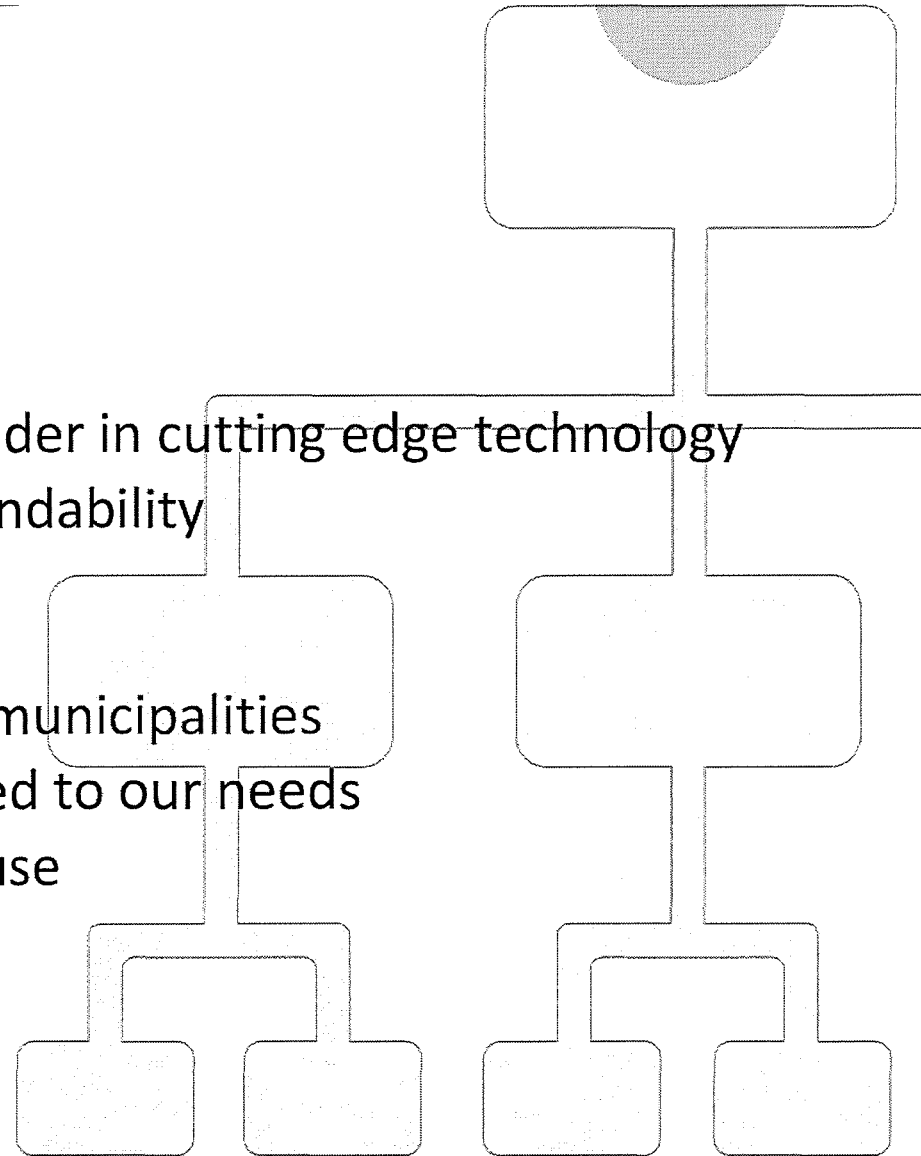 der in cutting edge technology
ndability
municipalities
ed to our needs
use